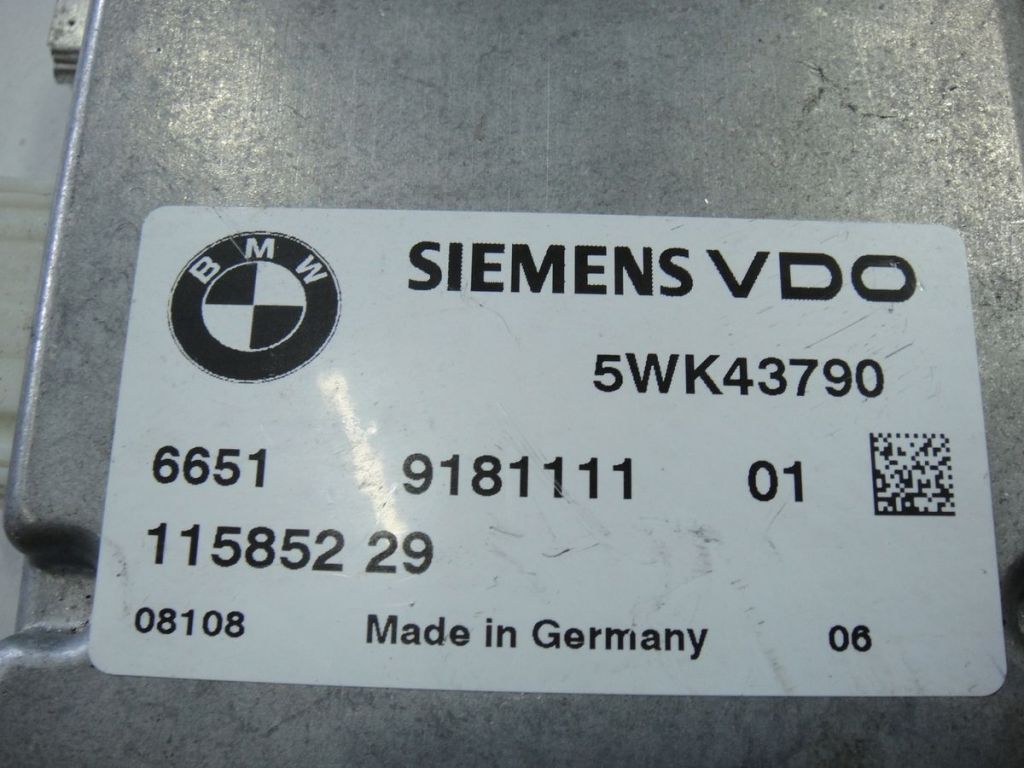 BMW
SIEMENS VDO
5WK43790
6651 9181111 01
115852 29
08108 Made in Germany 06